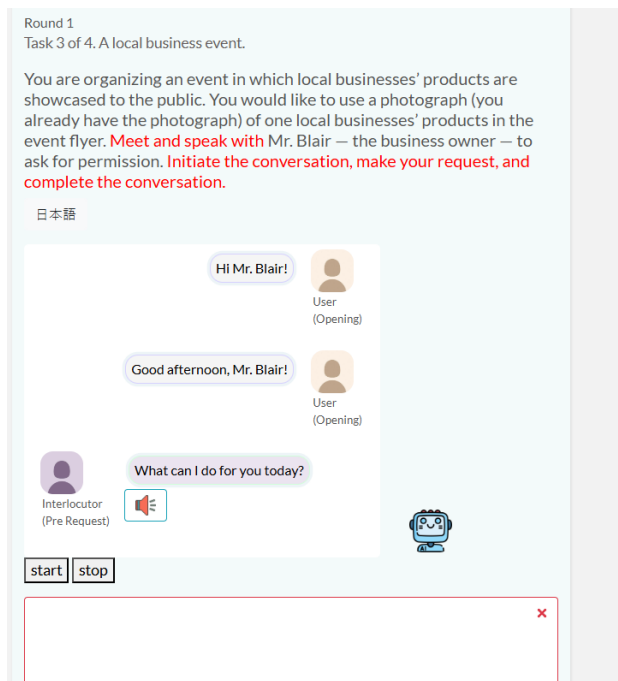 Round 1
Task 3 of 4. A local business event.
You are organizing an event in which local businesses’ products are
showcased to the public. You would like to use a photograph (you
already have the photograph) of one local businesses’ products in the
event flyer. Meet and speak with Mr. Blair — the business owner — to
ask for permission. Initiate the conversation, make your request, and
complete the conversation.
日本語
Hi Mr. Blair!
User
(Opening)
Good afternoon, Mr. Blair!
User
(Opening)
What can I do for you today?
Interlocutor
(Pre Request)
AI
start stop